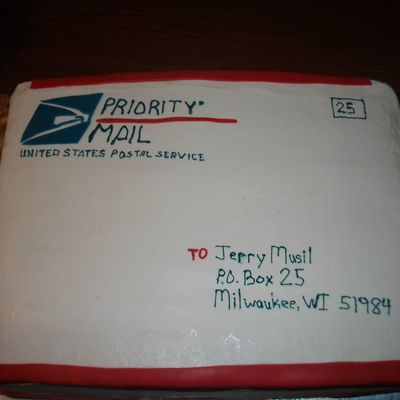 PRIORITY
MAIL
UNITED STATES POSTAL SERVICE
25
TO Jerry Musil
P.O. Box 25
Milwaukee, WI 51984